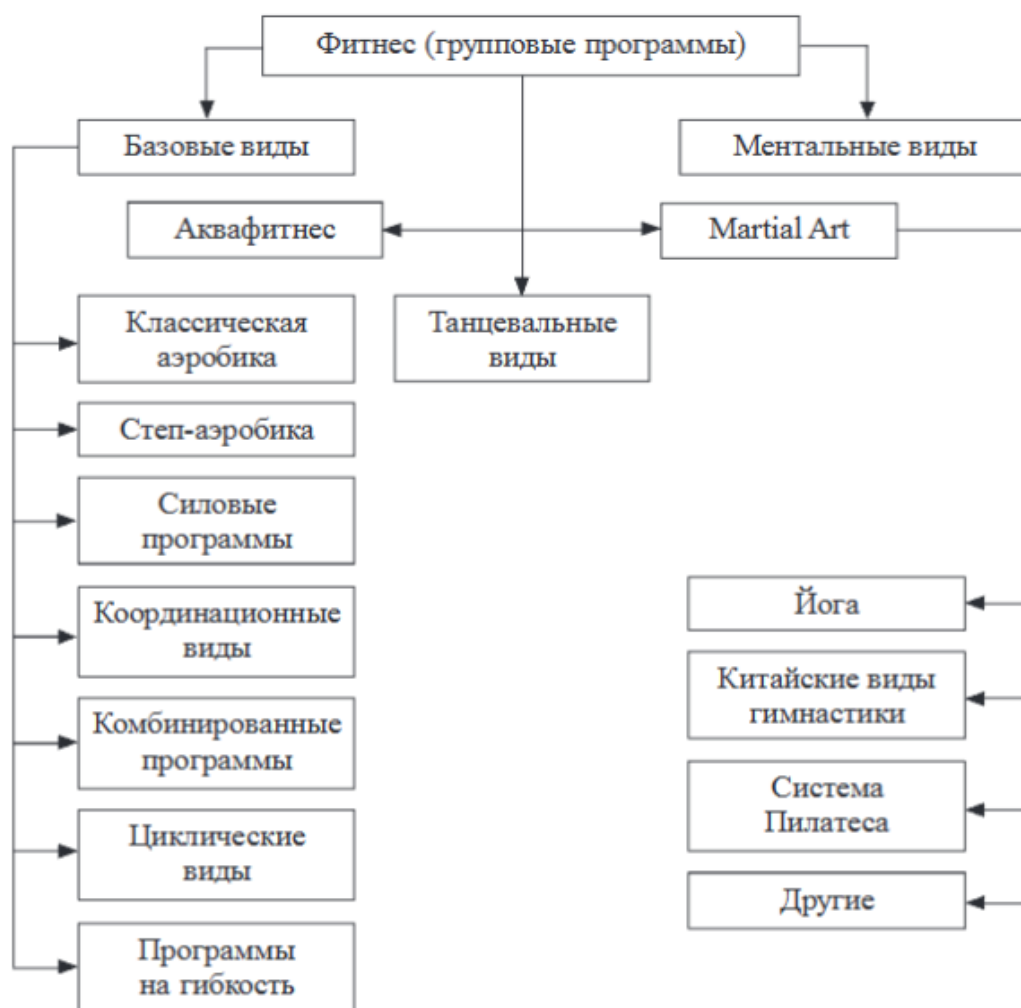 Фитнес (групповые программы)
Базовые виды
Ментальные виды
Аквафитнес
Martial Art
Классическая
аэробика
Танцевальные
виды
Степ-аэробика
Силовые
программы
Координационные
виды
Комбинированные
программы
Циклические
виды
Программы
на гибкость
Йога
Китайские виды
гимнастики
Система
Пилатеса
Другие